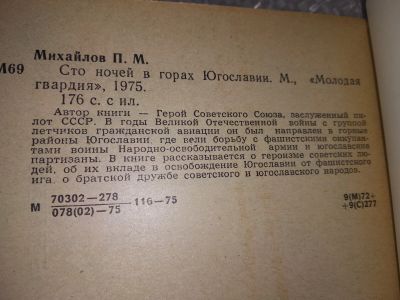 Михайлов П. М.
М69
Сто ночей в горах Югославии. М., «Молодая
гвардия», 1975.
176 с. с ил.
Автор книги — Герой Советского Союза, заслуженный пи-
лот СССР. В годы Великой Отечественной войны с группой
летчиков гражданской авиации он был направлен в горные
районы Югославии, где вели борьбу с фашистскими оккупан-
тами воины Народно-освободительной армии и югославские
партизаны. В книге рассказывается о героизме советских лю-
дей, об их вкладе в освобождение Югославии от фашистского
ига, о братской дружбе советского и югославского народов.
М 70302—278
078(02)—75 —116—75
9(М)72+
+9(С)277